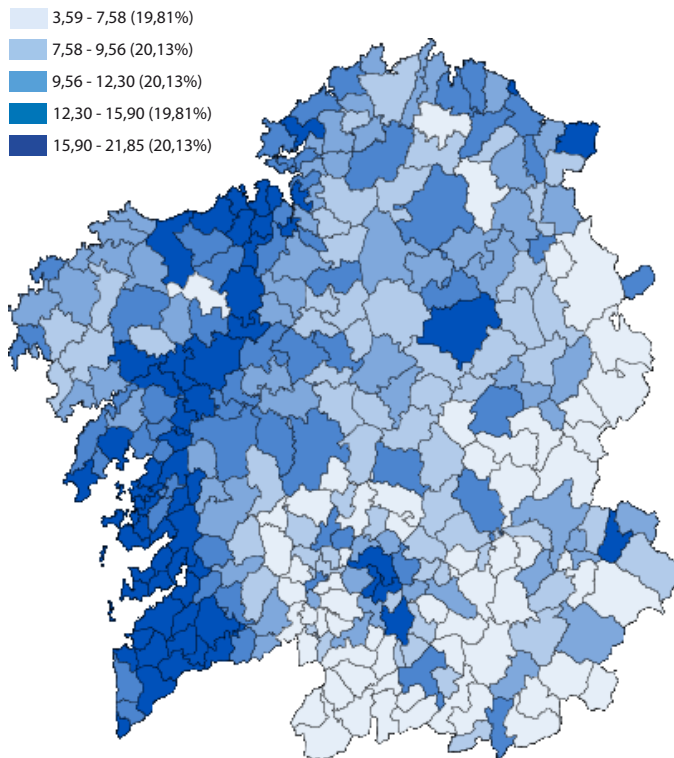 3,59 - 7,58 (19,81%)
7,58 - 9,56 (20,13%)
9,56 - 12,30 (20,13%)
12,30 - 15,90 (19,81%)
15,90 - 21,85 (20,13%)